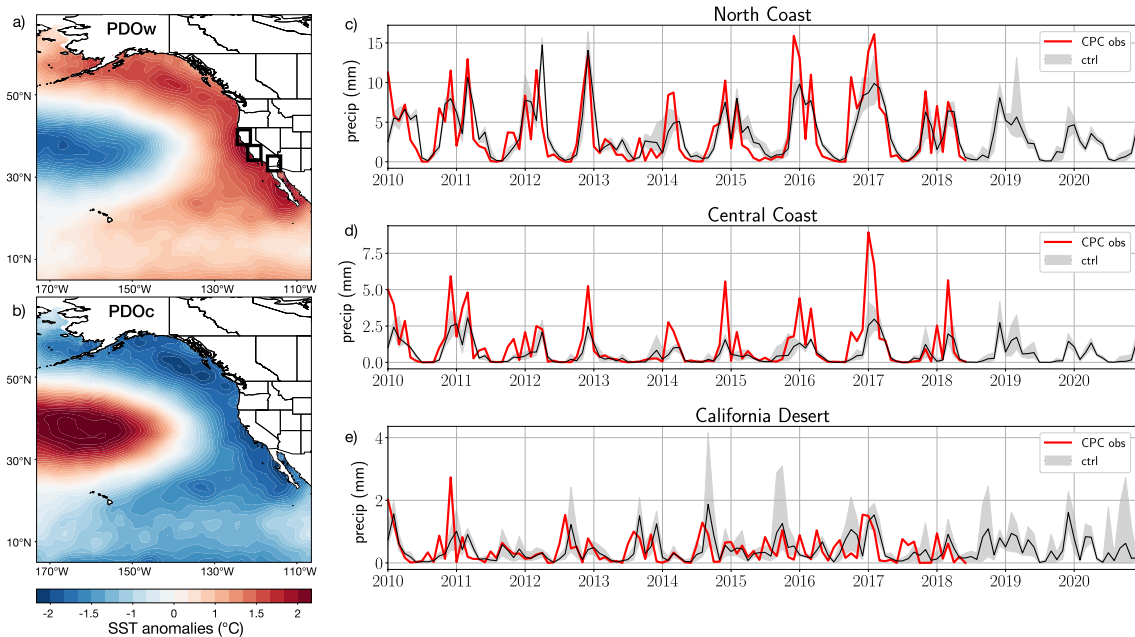 a)
PDOw
50°N
30°N
10°N
170°W 150°W 130°W 110°W
b)
PDOc
50°N
30°N
10°N
170°W 150°W 130°W 110°W
-2 -1.5 -1 0 1 1.5 2
SST anomalies (°C)
c)
North Coast
precip (mm)
15
10
5
0
CPC obs
ctrl
2010 2011 2012 2013 2014 2015 2016 2017 2018 2019 2020
d)
Central Coast
precip (mm)
7.5
5.0
2.5
0.0
CPC obs
ctrl
2010 2011 2012 2013 2014 2015 2016 2017 2018 2019 2020
e)
California Desert
precip (mm)
4
2
0
CPC obs
ctrl
2010 2011 2012 2013 2014 2015 2016 2017 2018 2019 2020